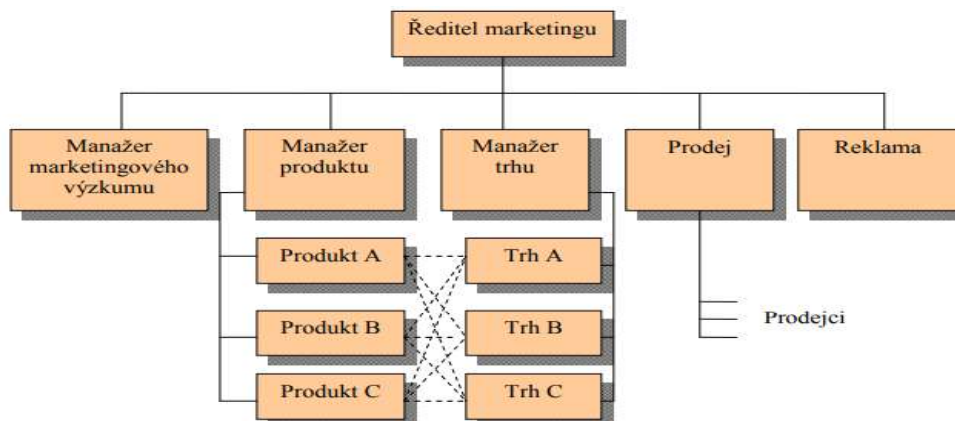 Ředitel marketingu
Manažer
marketingového
výzkumu
Manažer
produktu
Manažer
trhu
Prodej
Reklama
Produkt A
Trh A
Produkt B
Trh B
Prodejci
Produkt C
Trh C